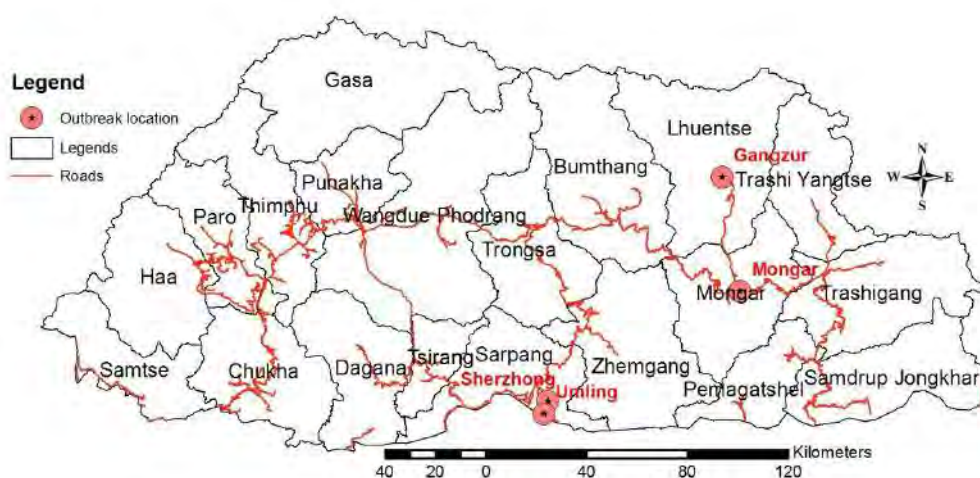 Legend
Outbreak location
Legends
Roads
Gasa
Lhuentse
Gangzur
Bumthang
Trashi Yangtse
Punakha
Thimphu
Paro
Wangdue Phodrang
Trongsa
Haa
Mongar
Mongar
Trashigang
Samtse
Chukha
Dagana
Tsirang
Sarpang
Zhemgang
Sherzhong
Umling
Pemagatshel
Samdrup Jongkhar
N
W E
S
Kilometers
40 20 0 40 80 120